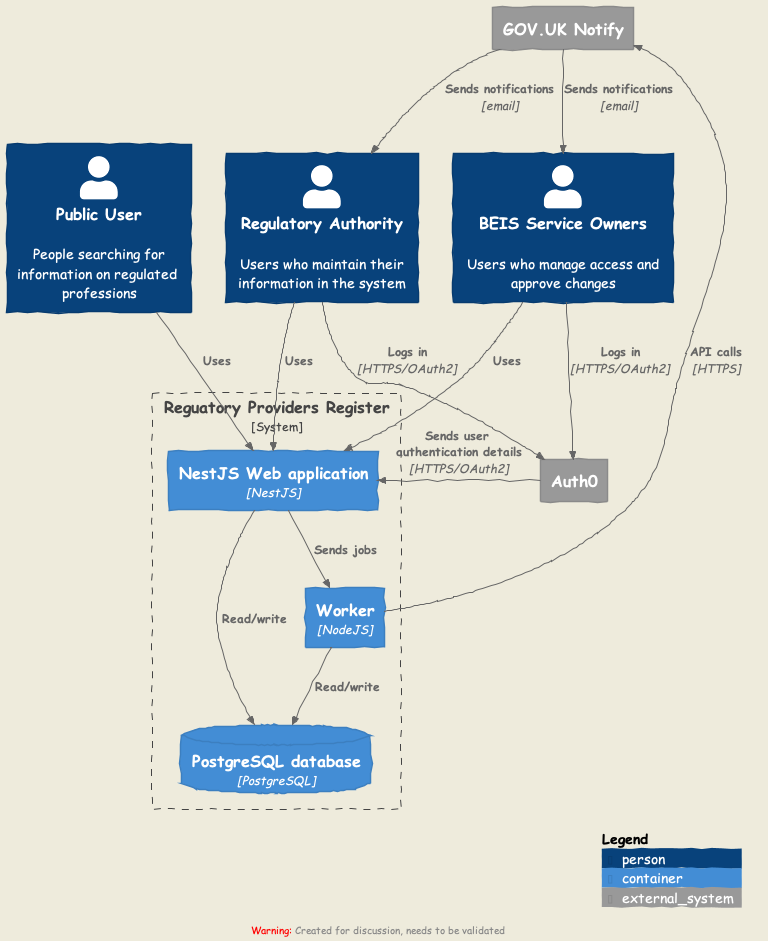 GOV.UK Notify
Sends notifications
[email]
Sends notifications
[email]
Public User
People searching for
information on regulated
professions
Regulatory Authority
Users who maintain their
information in the system
BEIS Service Owners
Users who manage access and
approve changes
Uses
Uses
Logs in
[HTTPS/OAuth2]
Uses
Logs in
[HTTPS/OAuth2]
API calls
[HTTPS]
Reguatory Providers Register
[System]
Sends user
authentication details
[HTTPS/OAuth2]
NestJS Web application
[NestJS]
Auth0
Sends jobs
Worker
[NodeJS]
Read/write
Read/write
PostgreSQL database
[PostgreSQL]
Legend
person
container
external_system
Warning: Created for discussion, needs to be validated